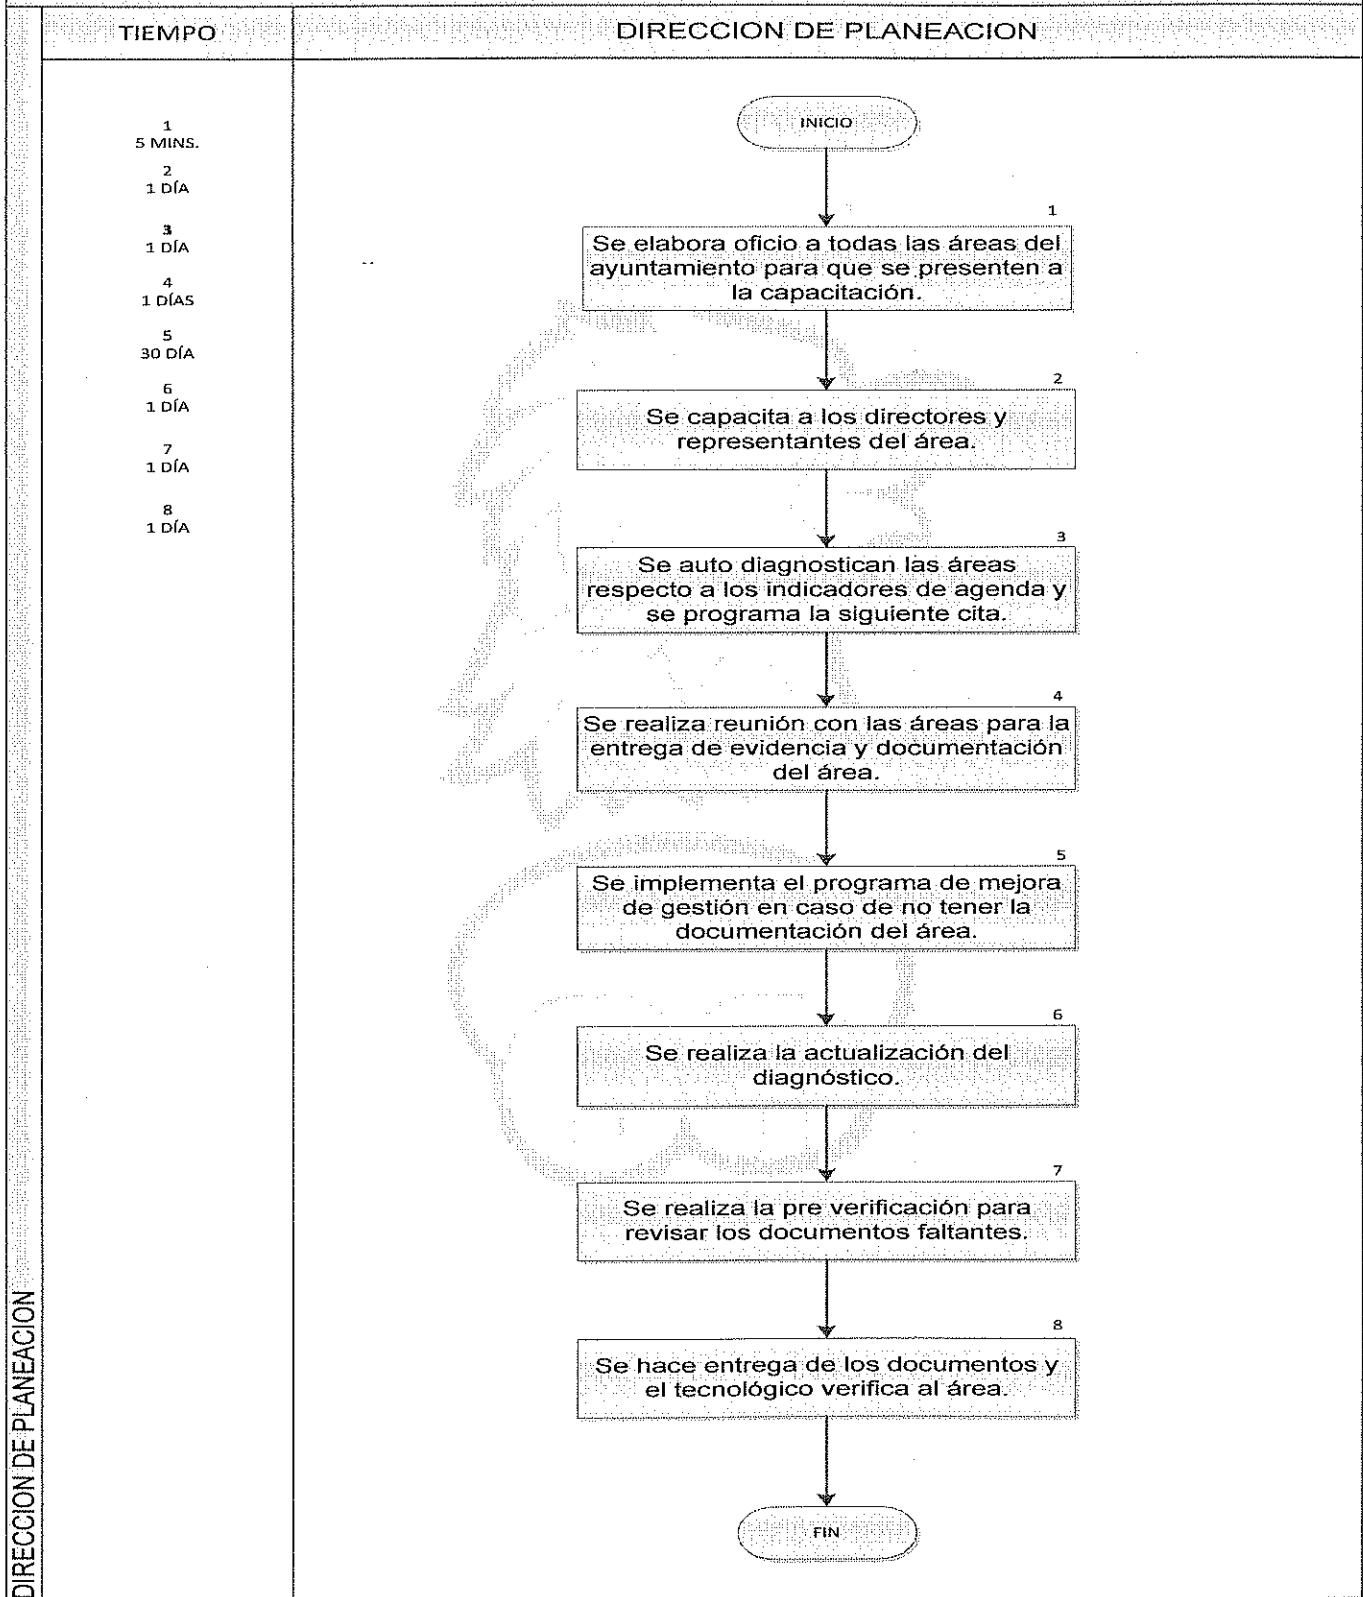 TIEMPO
DIRECCION DE PLANEACION
1
5 MINS.
2
1 DÍA
3
1 DÍA
4
1 DÍAS
5
30 DÍA
6
1 DÍA
7
1 DÍA
8
1 DÍA
INICIO
1
Se elabora oficio a todas las áreas del
ayuntamiento para que se presenten a
la capacitación.
2
Se capacita a los directores y
representantes del área.
3
Se auto diagnostican las áreas
respecto a los indicadores de agenda y
se programa la siguiente cita.
4
Se realiza reunión con las áreas para la
entrega de evidencia y documentación
del área.
5
Se implementa el programa de mejora
de gestión en caso de no tener la
documentación del área.
6
Se realiza la actualización del
diagnóstico.
7
Se realiza la pre verificación para
revisar los documentos faltantes.
8
Se hace entrega de los documentos y
el tecnológico verifica al área.
FIN
DIRECCION DE PLANEACION